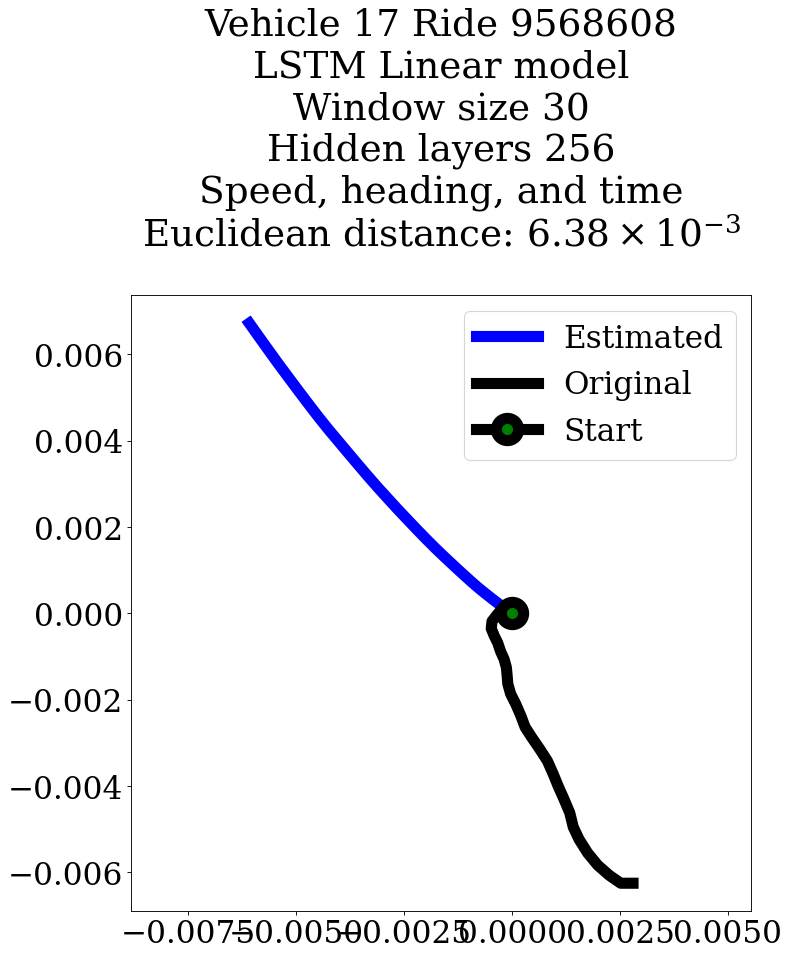 Vehicle 17 Ride 9568608
LSTM Linear model
Window size 30
Hidden layers 256
Speed, heading, and time
Euclidean distance: 6.38 × 10⁻³
Estimated
Original
Start
0.006
0.004
0.002
0.000
−0.002
−0.004
−0.006
−0.0075 −0.0050 −0.0025 0.0000 0.0025 0.0050